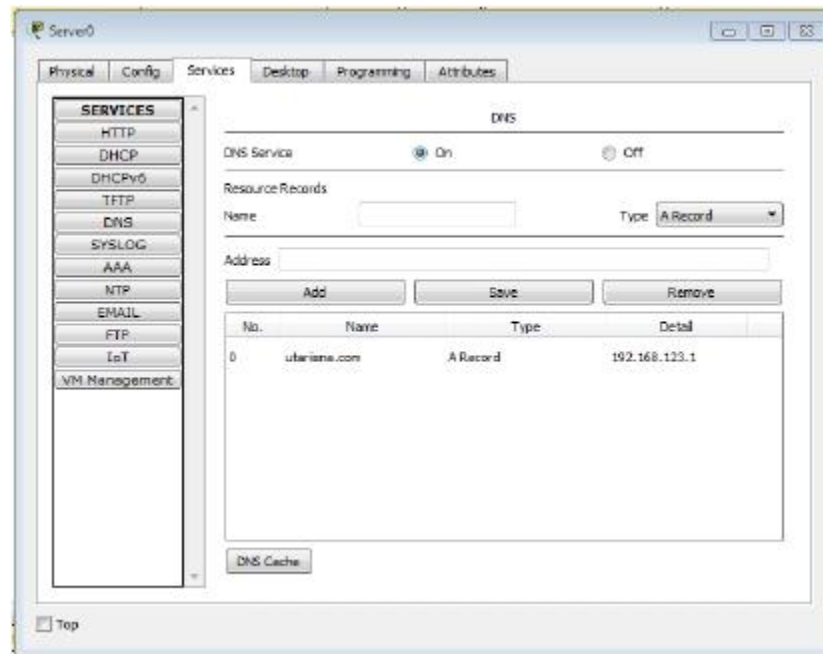 Server0
Physical Config Services Desktop Programming Attributes
SERVICES
HTTP
DHCP
DHCPv6
TFTP
DNS
SYSLOG
AAA
NTP
EMAIL
FTP
IoT
VM Management
DNS
DNS Service On Off
Resource Records
Name Type A Record
Address
Add Save Remove
No. Name Type Detail
0 utarisna.com A Record 192.168.123.1
DNS Cache
Top